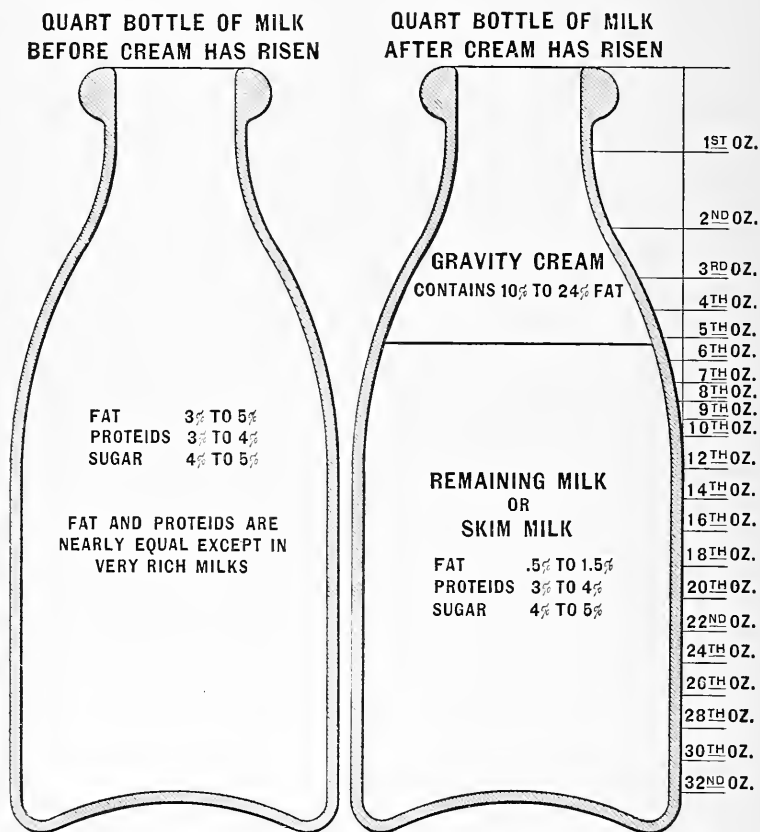 QUART BOTTLE OF MILK
BEFORE CREAM HAS RISEN
FAT 3% TO 5%
PROTEIDS 3% TO 4%
SUGAR 4% TO 5%
FAT AND PROTEIDS ARE
NEARLY EQUAL EXCEPT IN
VERY RICH MILKS
QUART BOTTLE OF MILK
AFTER CREAM HAS RISEN
GRAVITY CREAM
CONTAINS 10% TO 24% FAT
REMAINING MILK
OR
SKIM MILK
FAT .5% TO 1.5%
PROTEIDS 3% TO 4%
SUGAR 4% TO 5%
1ST OZ.
2ND OZ.
3RD OZ.
4TH OZ.
5TH OZ.
6TH OZ.
7TH OZ.
8TH OZ.
9TH OZ.
10TH OZ.
12TH OZ.
14TH OZ.
16TH OZ.
18TH OZ.
20TH OZ.
22ND OZ.
24TH OZ.
26TH OZ.
28TH OZ.
30TH OZ.
32ND OZ.